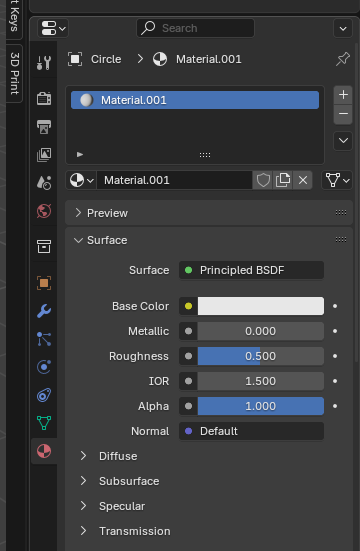 t Keys
3D Print
Search
Circle
Material.001
Material.001
Material.001
Preview
Surface
Surface
Principled BSDF
Base Color
Metallic
0.000
Roughness
0.500
IOR
1.500
Alpha
1.000
Normal
Default
Diffuse
Subsurface
Specular
Transmission